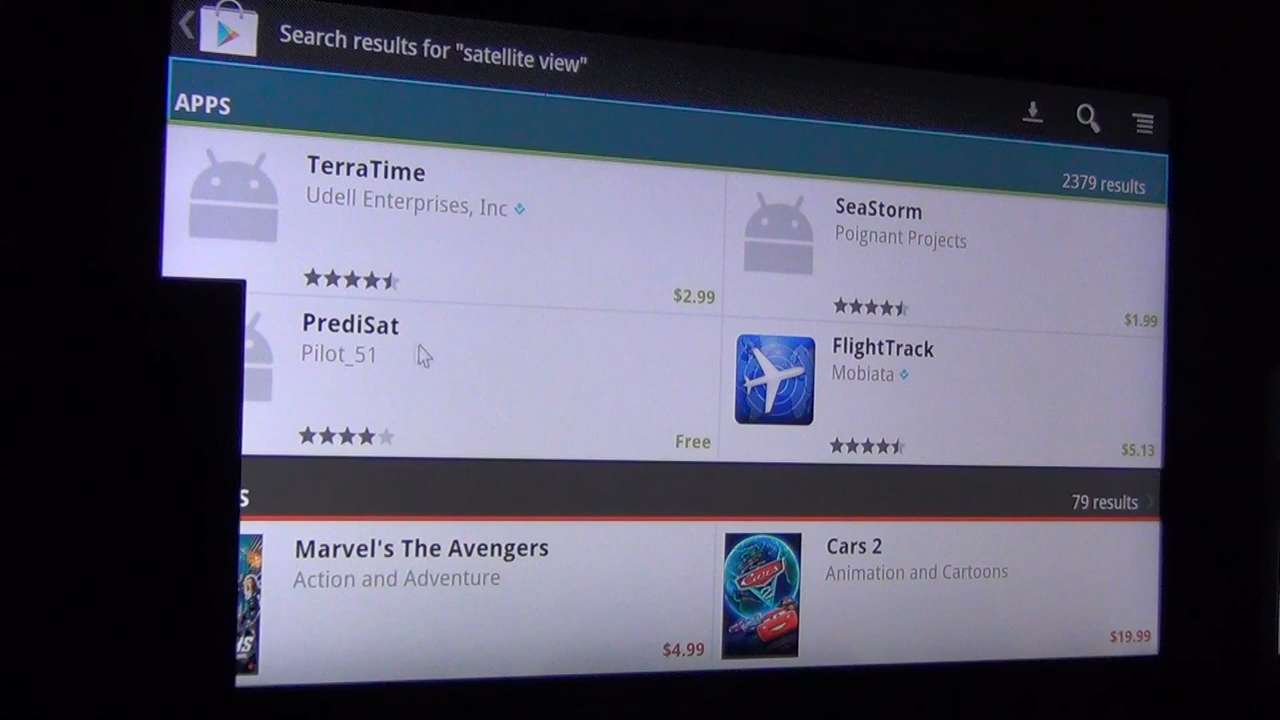 Search results for "satellite view"
APPS
2379 results
TerraTime
Udell Enterprises, Inc
$2.99
SeaStorm
Poignant Projects
$1.99
PrediSat
Pilot_51
Free
FlightTrack
Mobiata
$5.13
S
79 results
Marvel's The Avengers
Action and Adventure
$4.99
Cars 2
Animation and Cartoons
$19.99